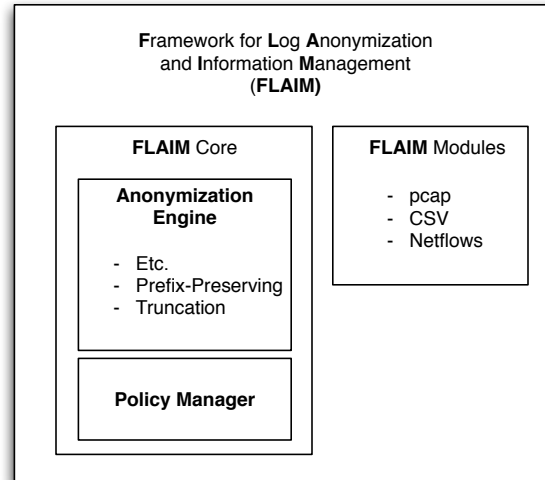 Framework for Log Anonymization
and Information Management
(FLAIM)
FLAIM Core
Anonymization
Engine
- Etc.
- Prefix-Preserving
- Truncation
Policy Manager
FLAIM Modules
- pcap
- CSV
- Netflows